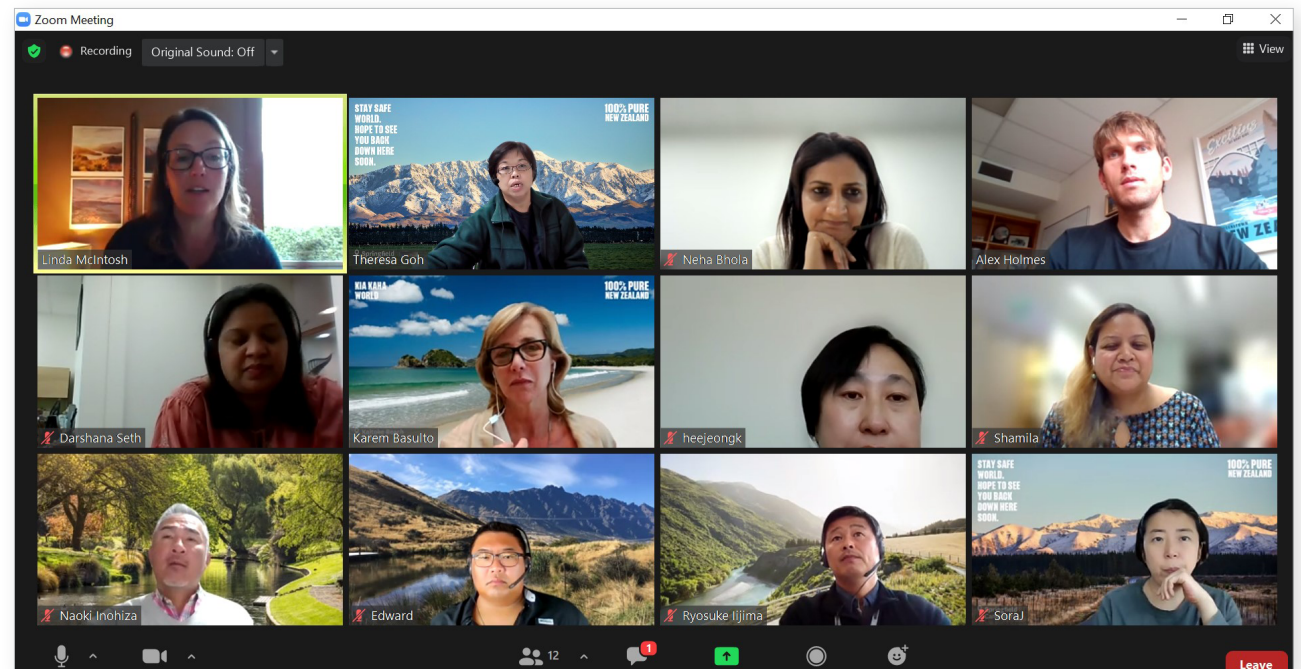 Zoom Meeting
Recording
Original Sound: Off
View
STAY SAFE
WORLD.
HOPE TO SEE
YOU BACK
DOWN HERE
SOON.
100% PURE
NEW ZEALAND
Linda McIntosh
Theresa Goh
Neha Bhola
Alex Holmes
NEW ZEA
KIA KAHA
WORLD
100% PURE
NEW ZEALAND
Darshana Seth
Karem Basulto
heejeongk
Shamila
STAY SAFE
WORLD.
HOPE TO SEE
YOU BACK
DOWN HERE
SOON.
100% PURE
NEW ZEALAND
Naoki Inohiza
Edward
Ryosuke Iijima
SoraJ
12
1
Leave